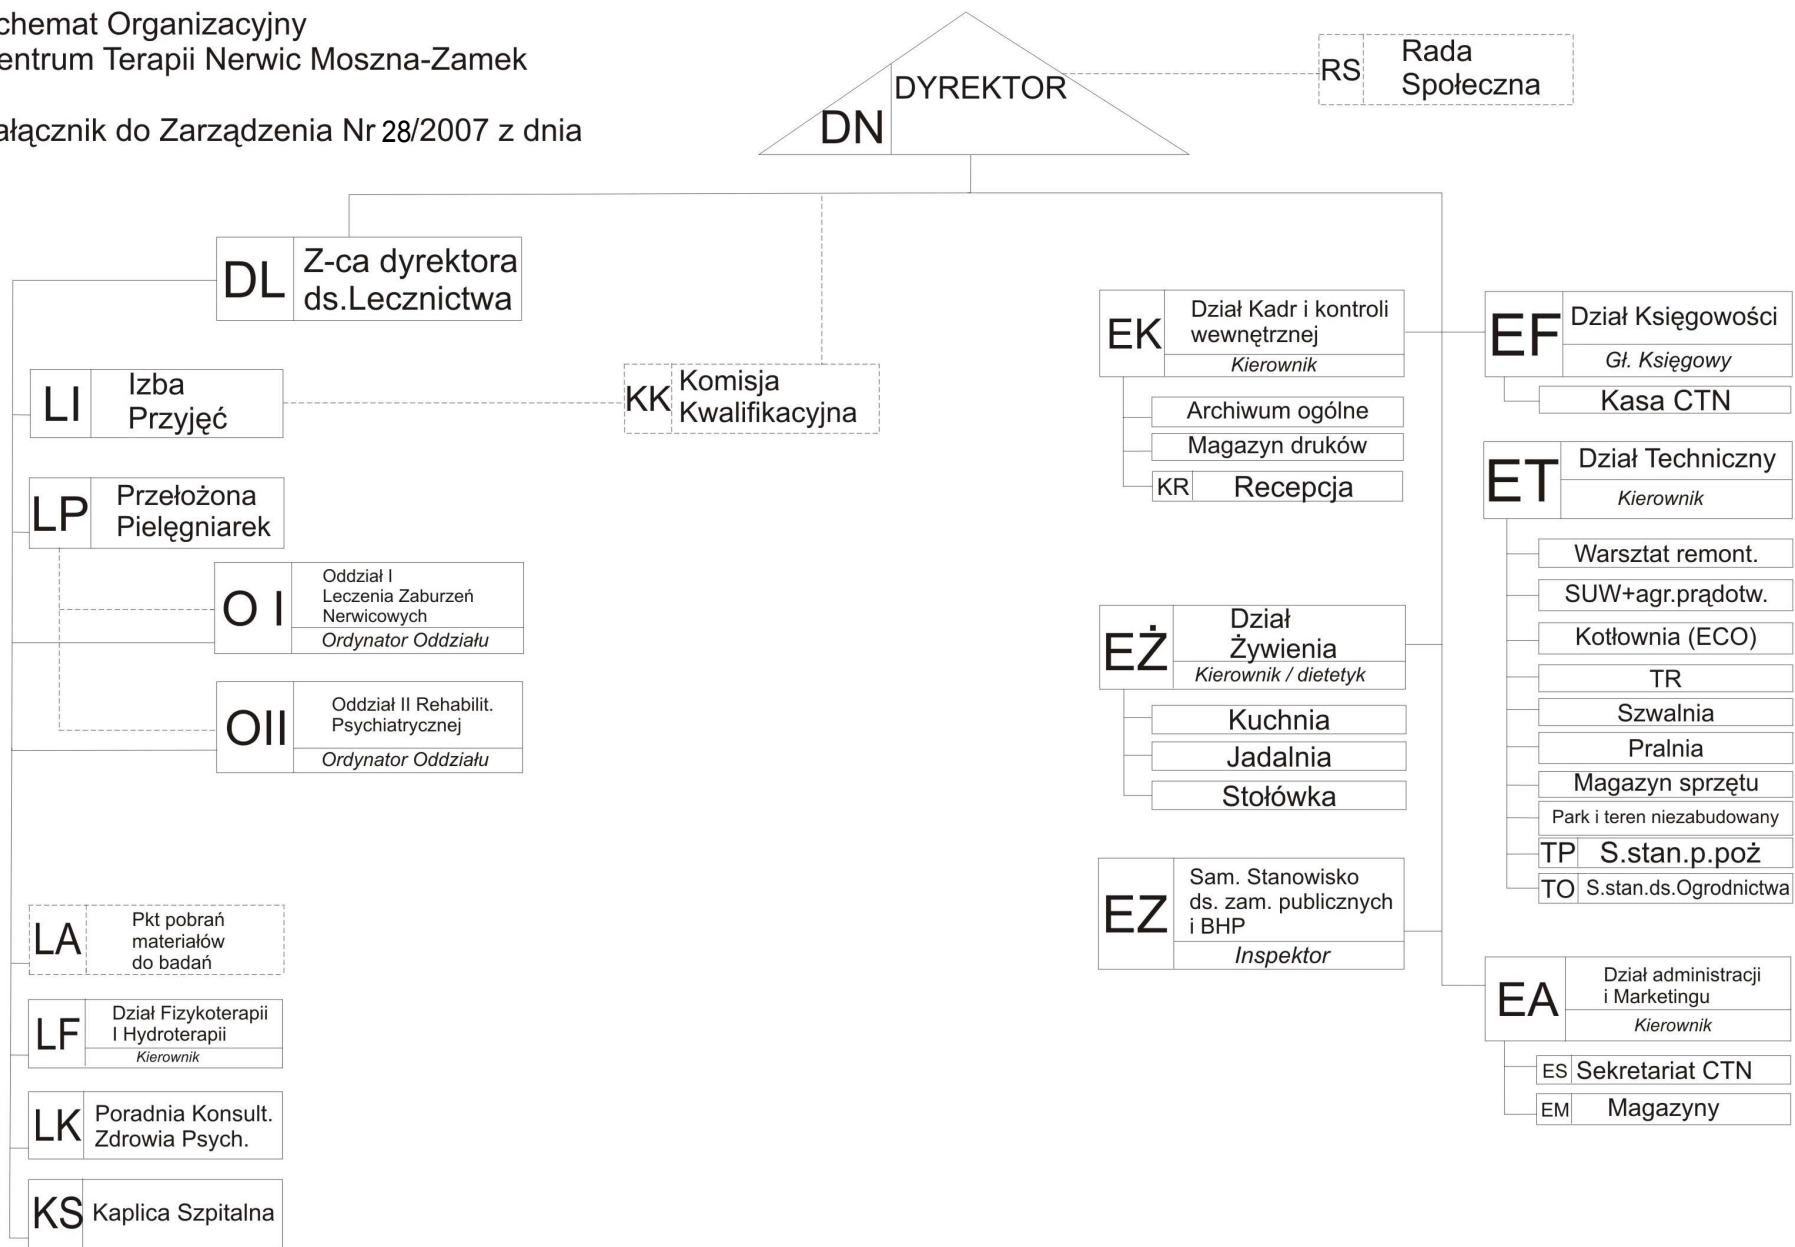 chemat Organizacyjny
entrum Terapii Nerwic Moszna-Zamek
ałącznik do Zarządzenia Nr 28/2007 z dnia
DN
DYREKTOR
RS
Rada
Społeczna
DL
Z-ca dyrektora
ds.Lecznictwa
LI
Izba
Przyjęć
KK
Komisja
Kwalifikacyjna
LP
Przełożona
Pielęgniarek
O I
Oddział I
Leczenia Zaburzeń
Nerwicowych
Ordynator Oddziału
OII
Oddział II Rehabilit.
Psychiatrycznej
Ordynator Oddziału
LA
Pkt pobrań
materiałów
do badań
LF
Dział Fizykoterapii
I Hydroterapii
Kierownik
LK
Poradnia Konsult.
Zdrowia Psych.
KS
Kaplica Szpitalna
EK
Dział Kadr i kontroli
wewnętrznej
Kierownik
Archiwum ogólne
Magazyn druków
KR
Recepcja
EŻ
Dział
Żywienia
Kierownik / dietetyk
Kuchnia
Jadalnia
Stołówka
EZ
Sam. Stanowisko
ds. zam. publicznych
i BHP
Inspektor
EF
Dział Księgowości
Gł. Księgowy
Kasa CTN
ET
Dział Techniczny
Kierownik
Warsztat remont.
SUW+agr.prądotw.
Kotłownia (ECO)
TR
Szwalnia
Pralnia
Magazyn sprzętu
Park i teren niezabudowany
TP
S.stan.p.poż
TO
S.stan.ds.Ogrodnictwa
EA
Dział administracji
i Marketingu
Kierownik
ES
Sekretariat CTN
EM
Magazyny